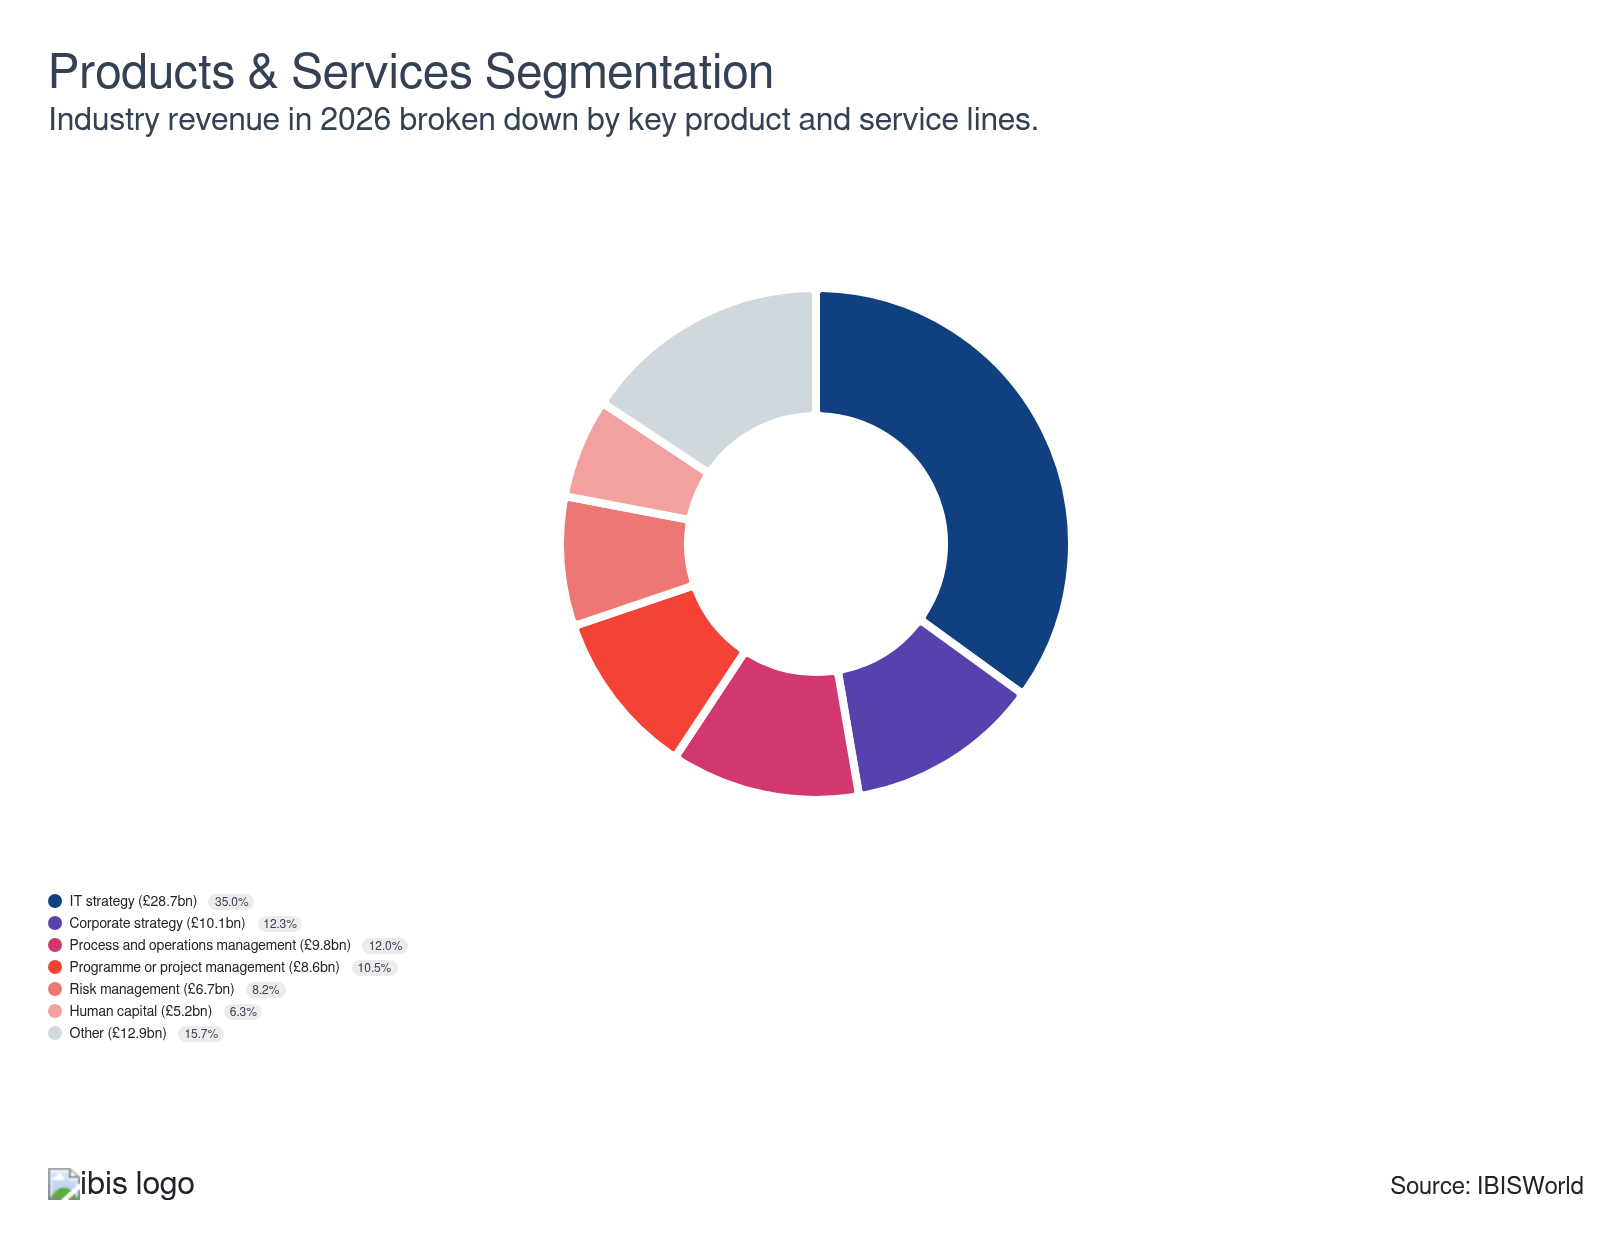 Products & Services Segmentation
Industry revenue in 2026 broken down by key product and service lines.
IT strategy (£28.7bn) 35.0%
Corporate strategy (£10.1bn) 12.3%
Process and operations management (£9.8bn) 12.0%
Programme or project management (£8.6bn) 10.5%
Risk management (£6.7bn) 8.2%
Human capital (£5.2bn) 6.3%
Other (£12.9bn) 15.7%
ibis logo
Source: IBISWorld